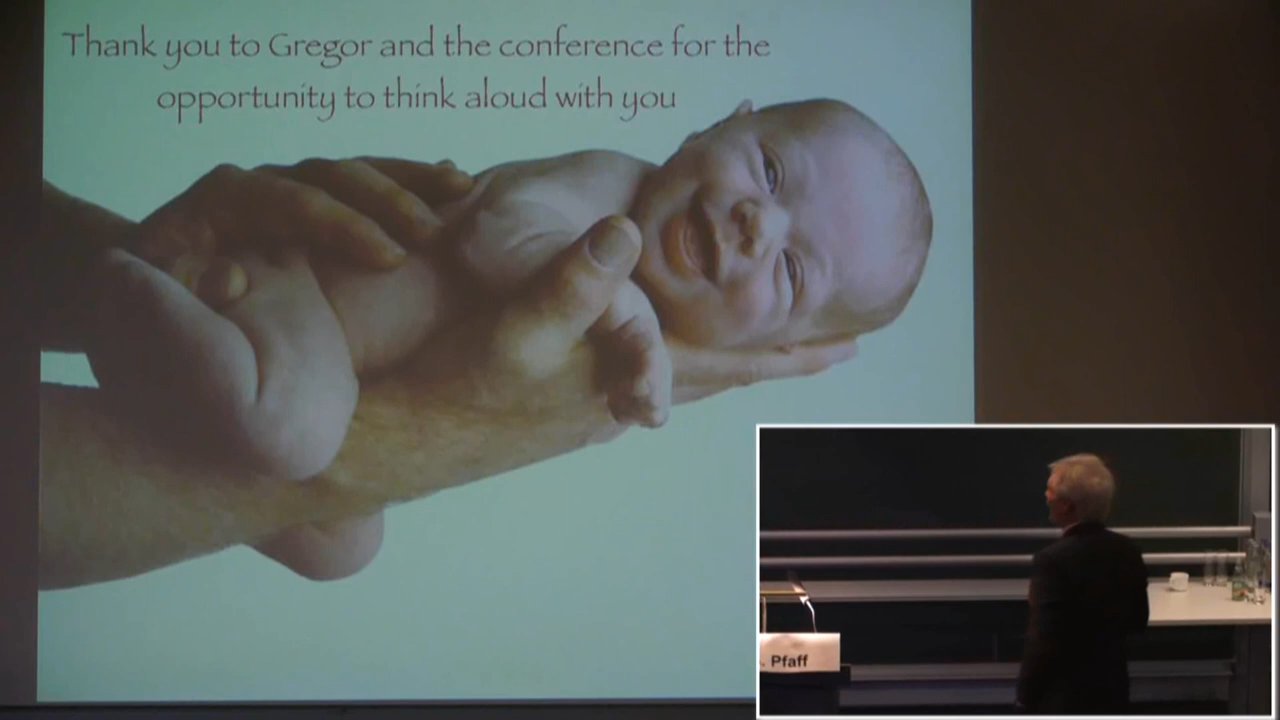 Thank you to Gregor and the conference for the
opportunity to think aloud with you
. Pfaff